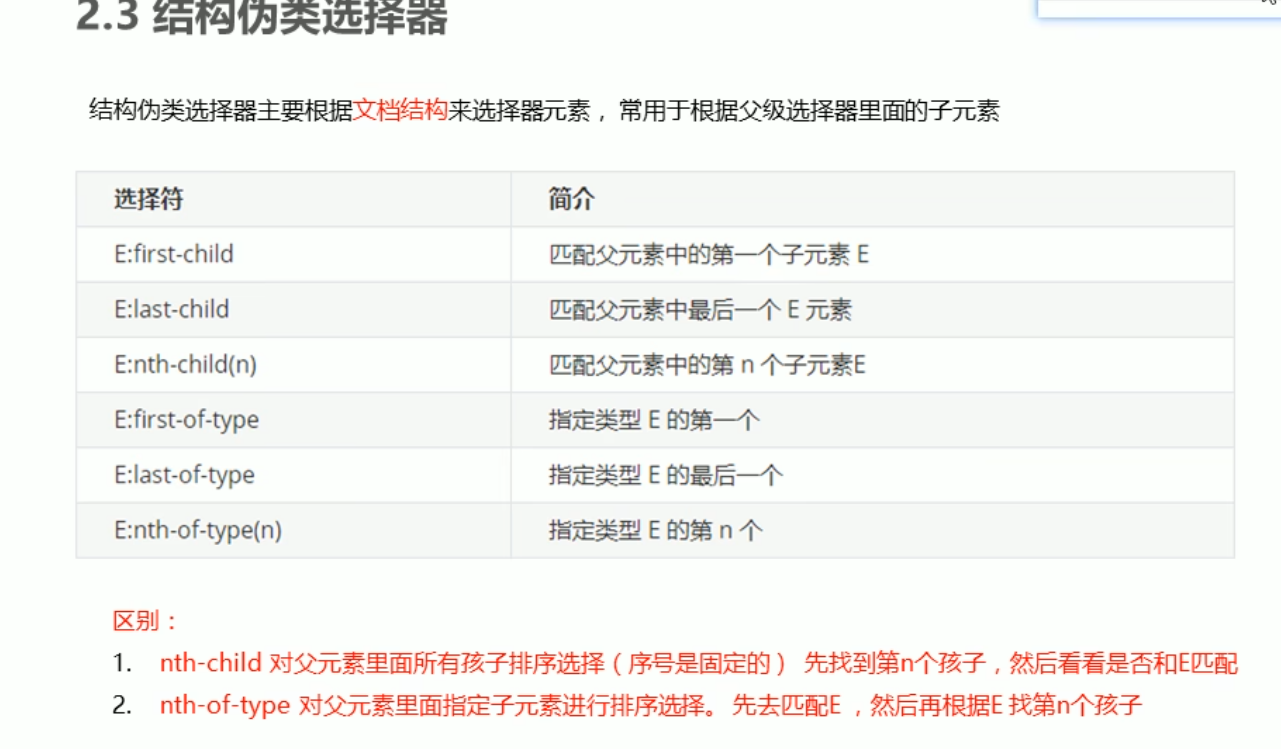 2.3 结构伪类选择器
结构伪类选择器主要根据文档结构来选择器元素，常用于根据父级选择器里面的子元素
选择符 简介
E:first-child 匹配父元素中的第一个子元素 E
E:last-child 匹配父元素中最后一个 E 元素
E:nth-child(n) 匹配父元素中的第 n 个子元素E
E:first-of-type 指定类型 E 的第一个
E:last-of-type 指定类型 E 的最后一个
E:nth-of-type(n) 指定类型 E 的第 n 个
区别：
1. nth-child 对父元素里面所有孩子排序选择（序号是固定的） 先找到第n个孩子，然后看看是否和E匹配
2. nth-of-type 对父元素里面指定子元素进行排序选择。 先去匹配E ，然后再根据E 找第n个孩子